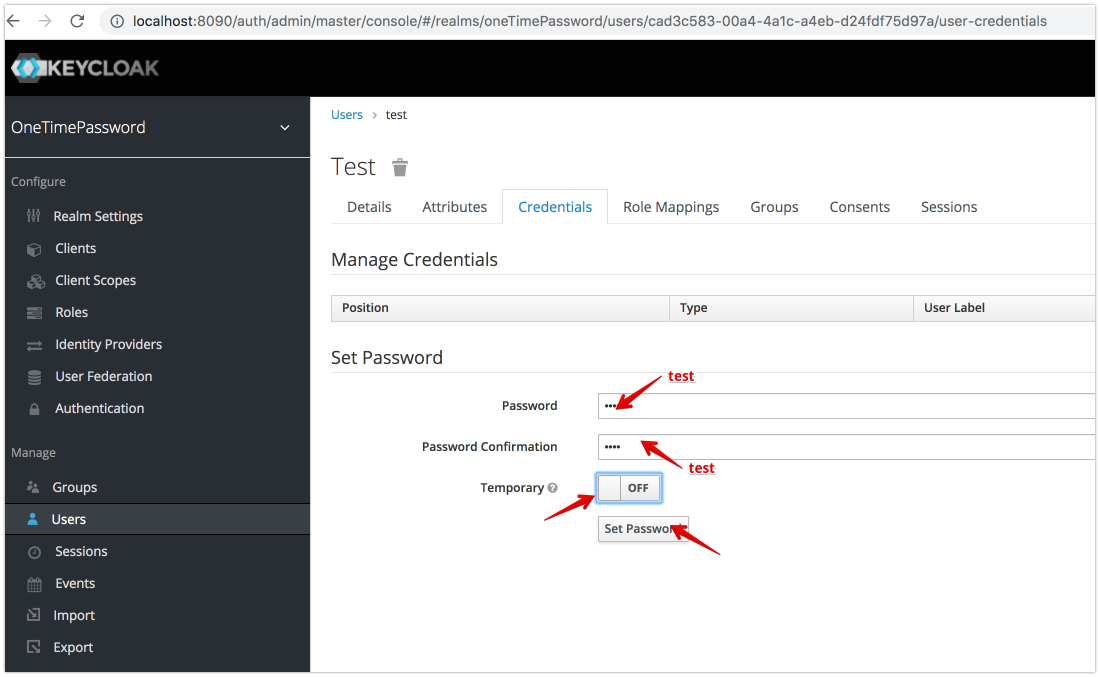 localhost:8090/auth/admin/master/console/#/realms/oneTimePassword/users/cad3c583-00a4-4a1c-a4eb-d24fdf75d97a/user-credentials
KEYCLOAK
OneTimePassword
Configure
Realm Settings
Clients
Client Scopes
Roles
Identity Providers
User Federation
Authentication
Manage
Groups
Users
Sessions
Events
Import
Export
Users > test
Test
Details Attributes Credentials Role Mappings Groups Consents Sessions
Manage Credentials
Position Type User Label
Set Password
test
Password ••••
Password Confirmation ••••
test
Temporary OFF
Set Password